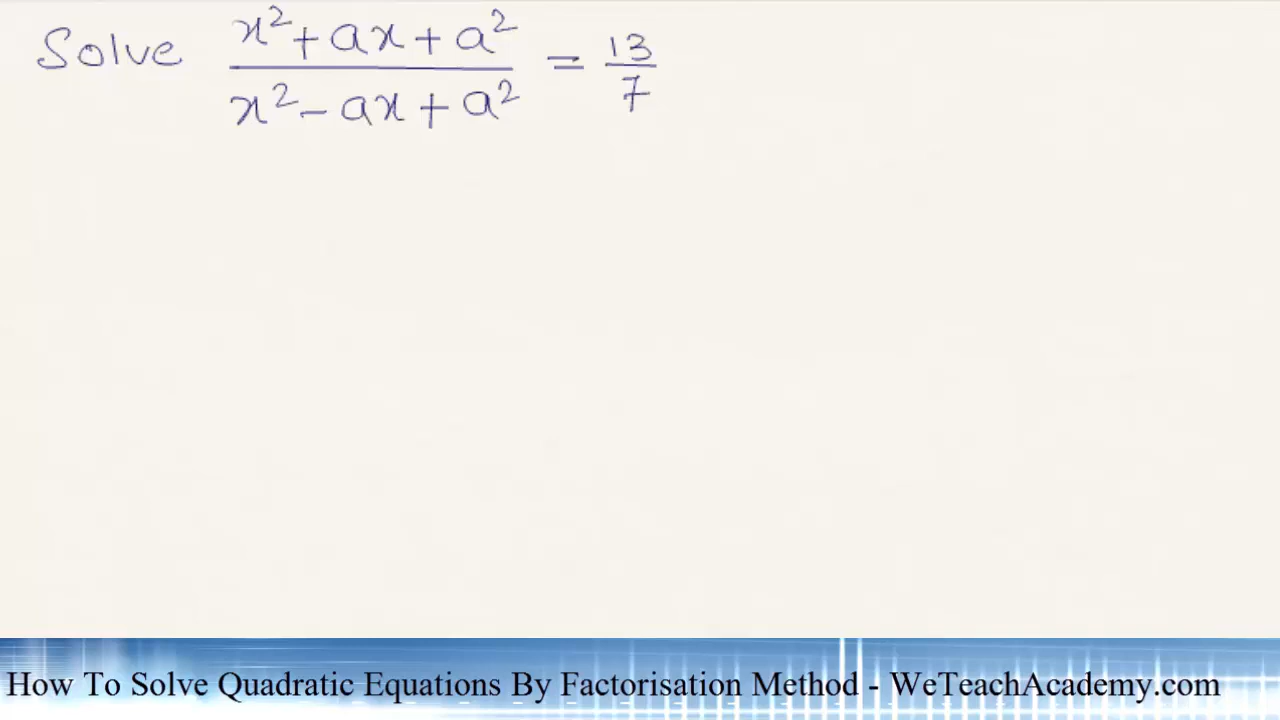 Solve (x² + ax + a²) / (x² - ax + a²) = 13/7
How To Solve Quadratic Equations By Factorisation Method - WeTeachAcademy.com